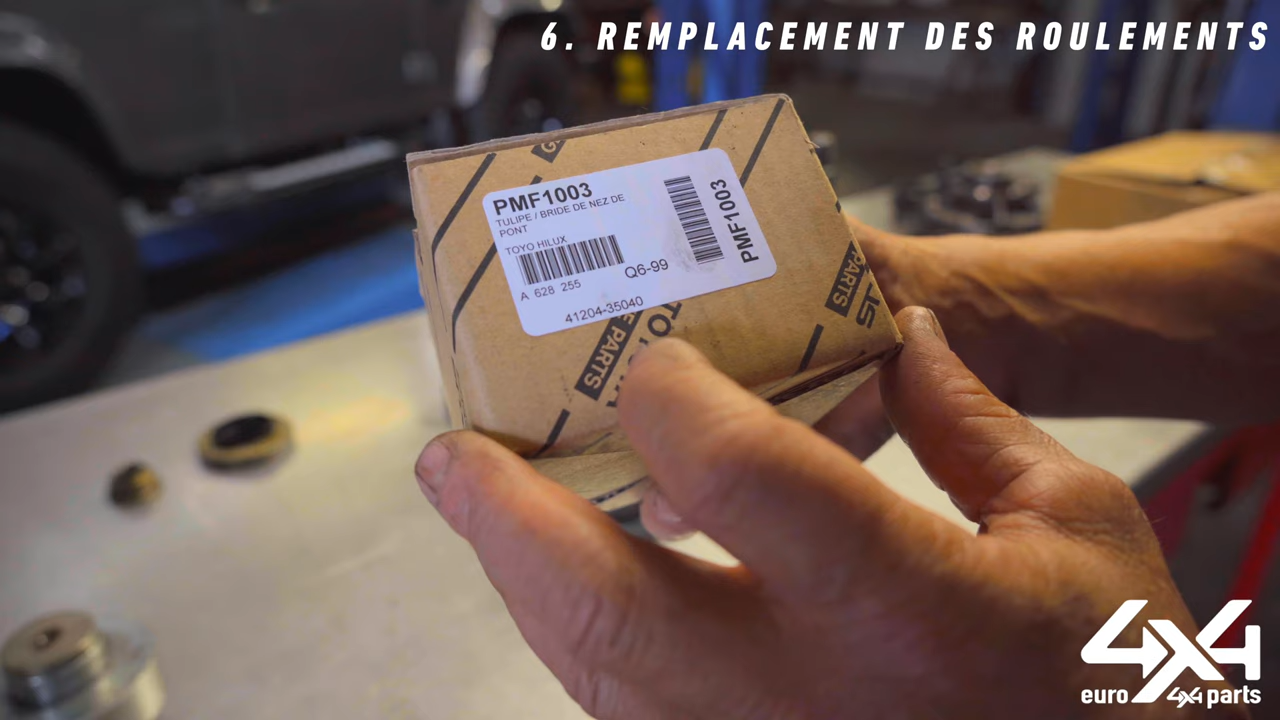 6. REMPLACEMENT DES ROULEMENTS
PMF1003
TULIPE / BRIDE DE NEZ DE
PONT
TOYO HILUX
PMF1003
Q6-99
A 628 255
41204-35040
PARTS
PARTS
4X4
euro 4x4 parts